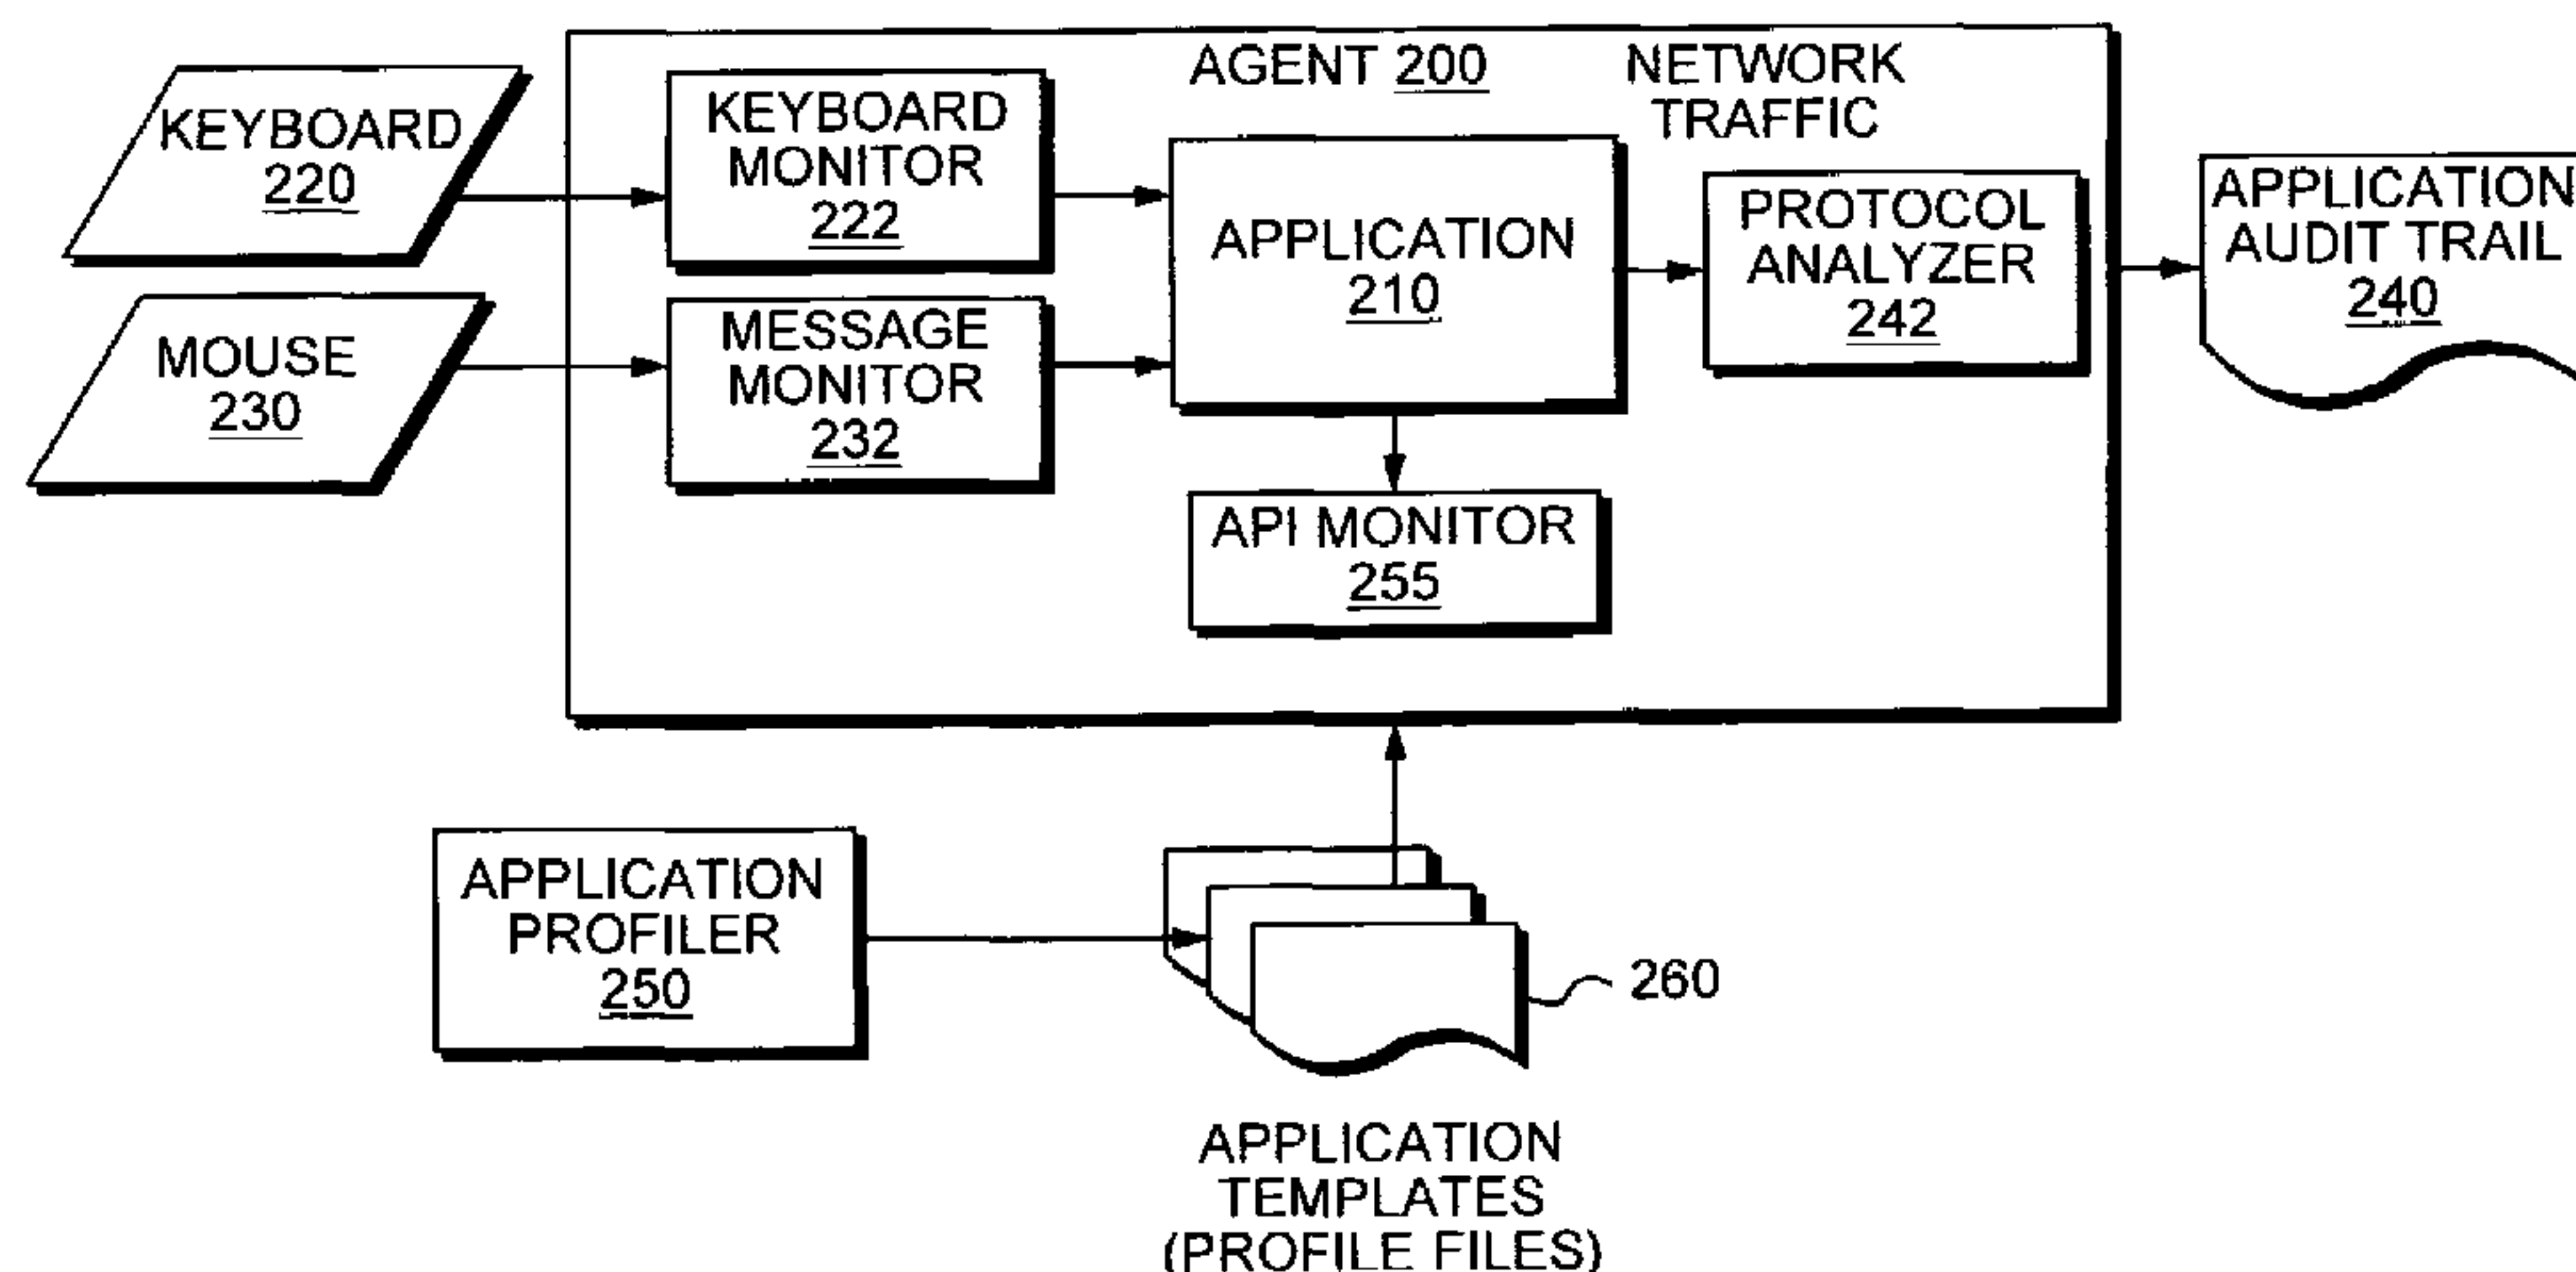 KEYBOARD
220
MOUSE
230
AGENT 200
NETWORK
TRAFFIC
KEYBOARD
MONITOR
222
MESSAGE
MONITOR
232
APPLICATION
210
PROTOCOL
ANALYZER
242
API MONITOR
255
APPLICATION
AUDIT TRAIL
240
APPLICATION
PROFILER
250
260
APPLICATION
TEMPLATES
(PROFILE FILES)